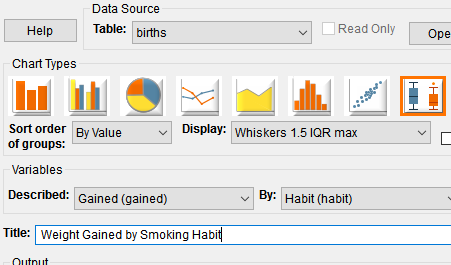 Data Source
Help
Table: births
Read Only
Chart Types
Sort order of groups: By Value
Display: Whiskers 1.5 IQR max
Variables
Described: Gained (gained)
By: Habit (habit)
Title: Weight Gained by Smoking Habit
Output